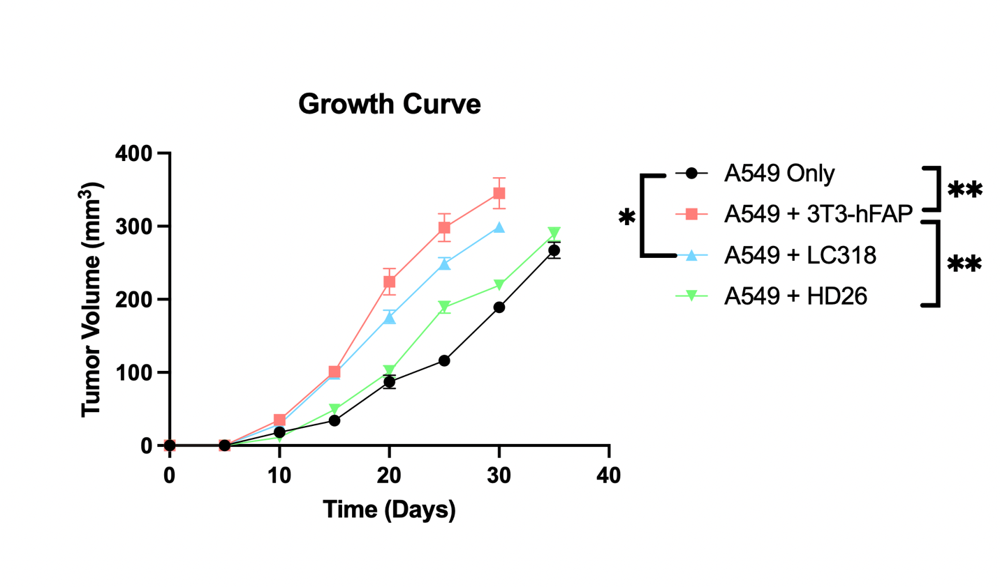 Growth Curve
400
300
200
100
0
Tumor Volume (mm³)
0 10 20 30 40
Time (Days)
A549 Only
A549 + 3T3-hFAP
A549 + LC318
A549 + HD26
*
**
**